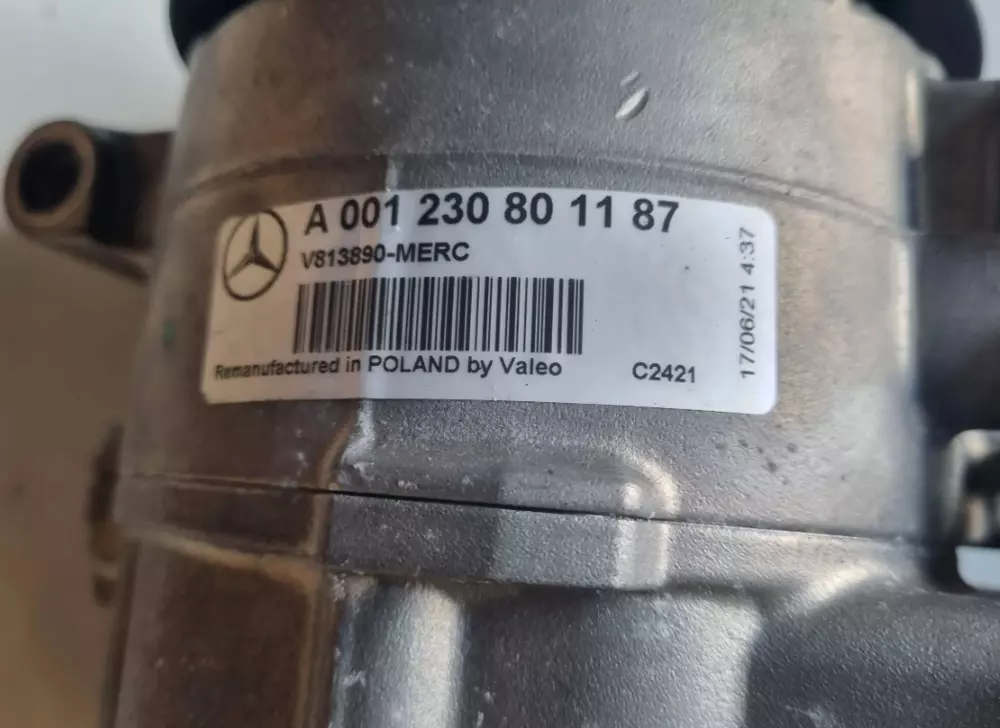 A 001 230 80 11 87
V813890-MERC
Remanufactured in POLAND by Valeo
C2421
17/06/21 4:37